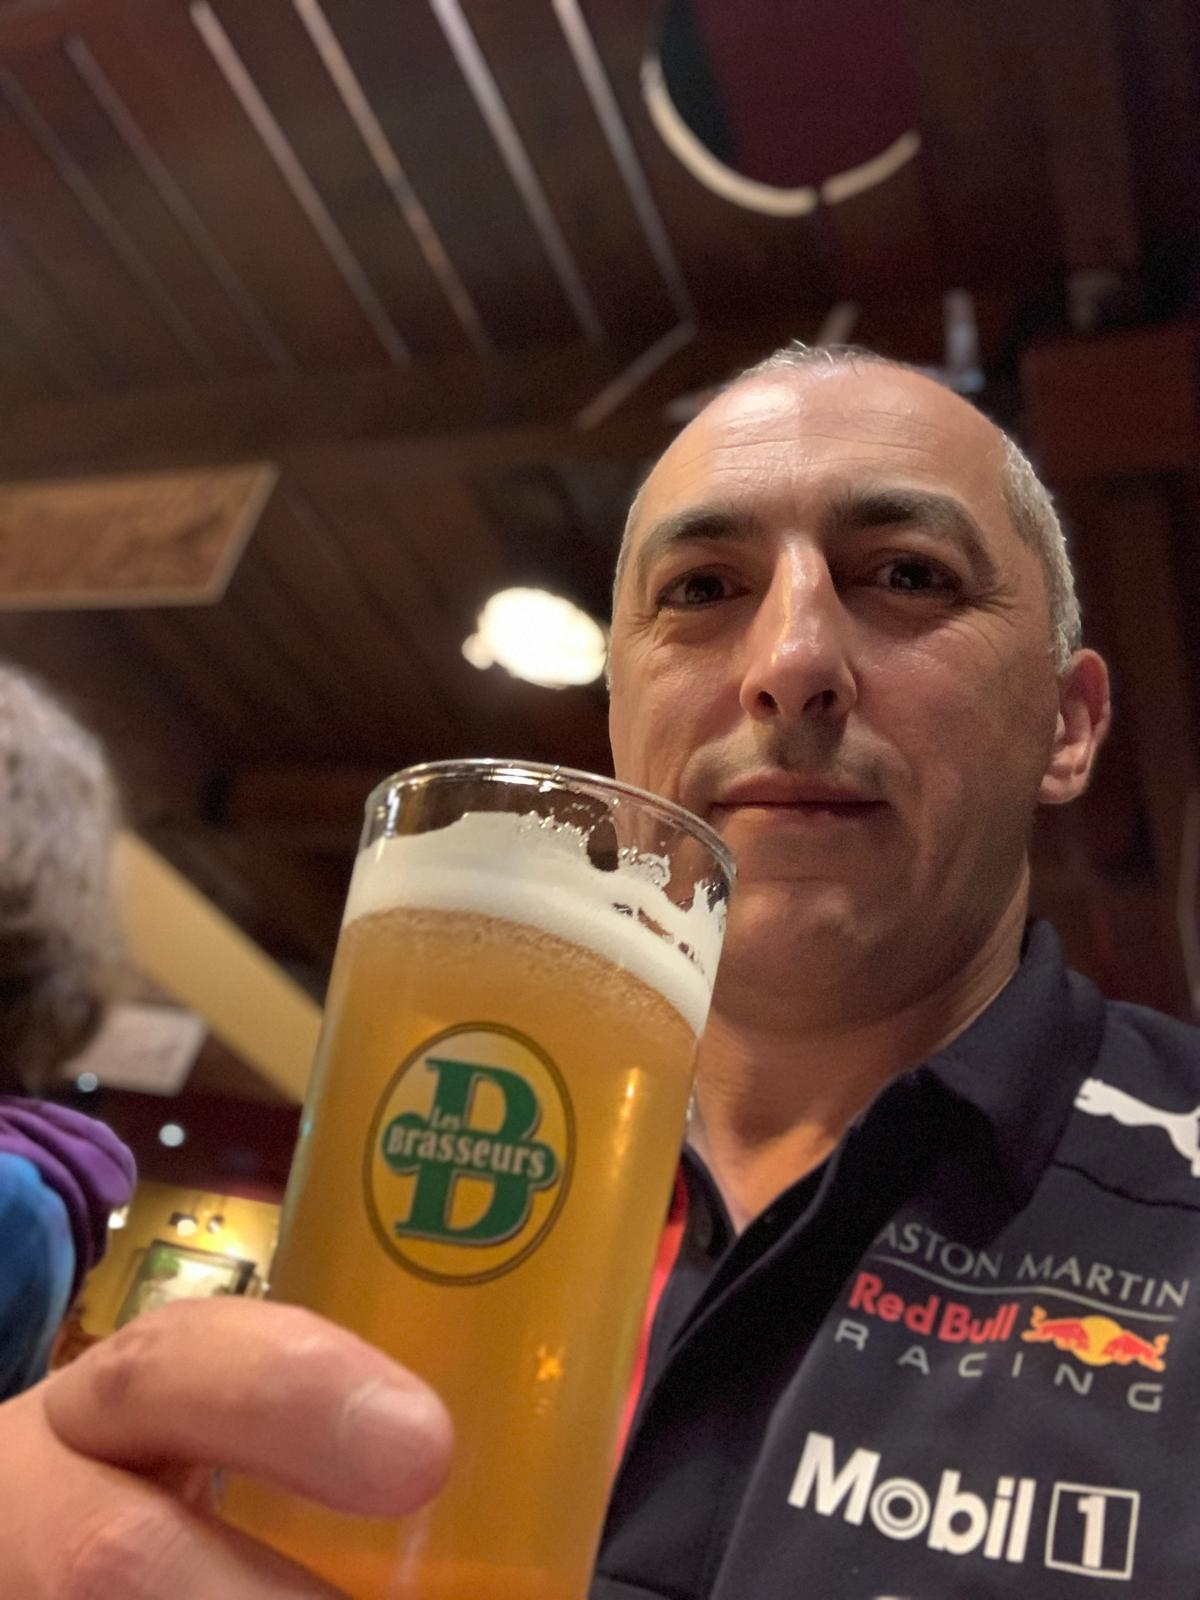 Les
Brasseurs
B
ASTON MARTIN
Red Bull
RACING
Mobil 1